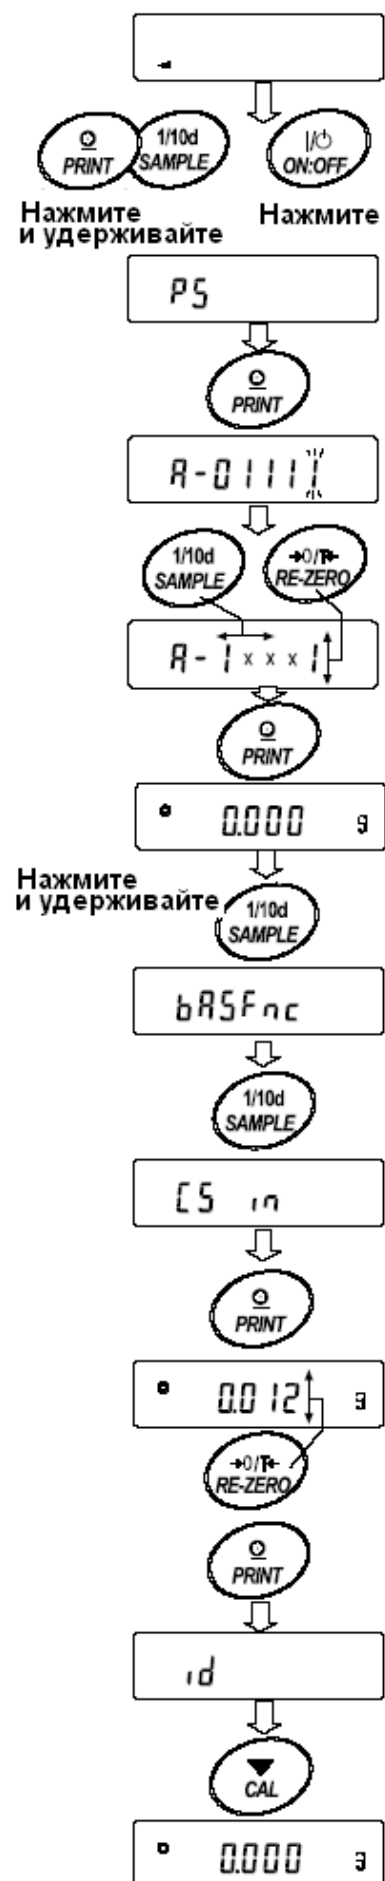 PRINT
1/10d
SAMPLE
I/⏻
ON:OFF
Нажмите
и удерживайте
Нажмите
PS
PRINT
A-01111
1/10d
SAMPLE
→0/T←
RE-ZERO
A-1xxx1
PRINT
0.000 g
Нажмите
и удерживайте
1/10d
SAMPLE
bASFnc
1/10d
SAMPLE
CS in
PRINT
0.012 g
→0/T←
RE-ZERO
PRINT
id
CAL
0.000 g